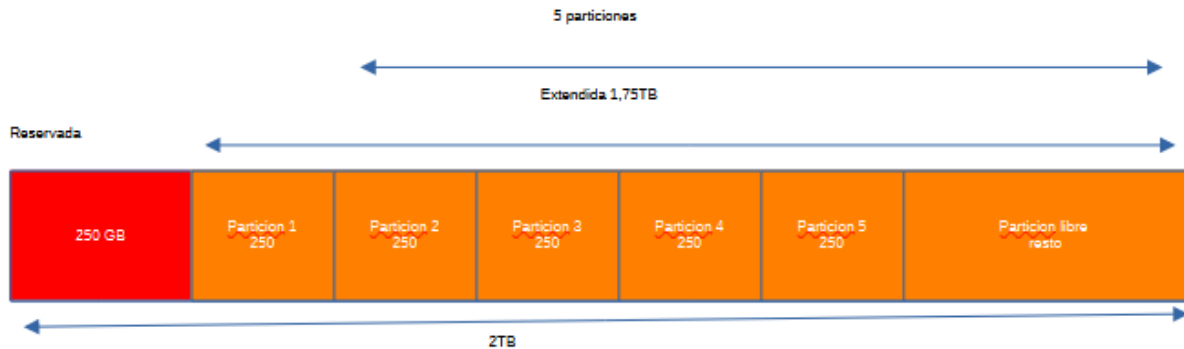 5 particiones
Extendida 1,75TB
Reservada
250 GB
Particion 1
250
Particion 2
250
Particion 3
250
Particion 4
250
Particion 5
250
Particion libre
resto
2TB